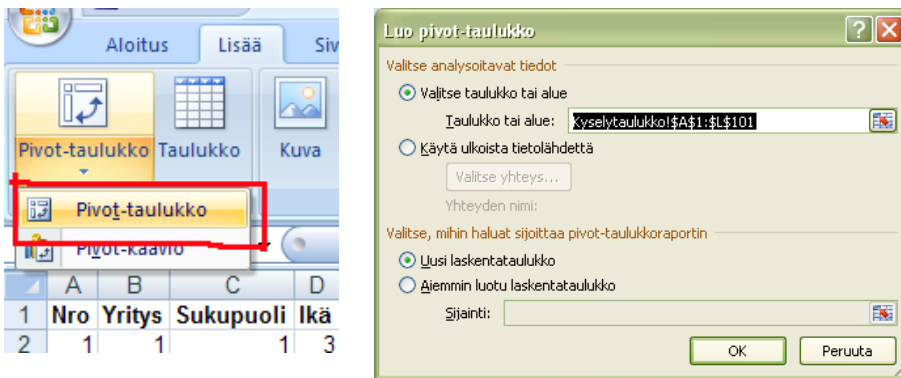 Aloitus Lisää Siv
Pivot-taulukko Taulukko Kuva
Pivot-taulukko
Pivot-kaavio
A B C D
1 Nro Yritys Sukupuoli Ikä
2 1 1 1 3
Luo pivot-taulukko
Valitse analysoitavat tiedot
Valitse taulukko tai alue
Taulukko tai alue: Kyselytaulukko!$A$1:$L$101
Käytä ulkoista tietolähdettä
Valitse yhteys...
Yhteyden nimi:
Valitse, mihin haluat sijoittaa pivot-taulukkoraportin
Uusi laskentataulukko
Aiemmin luotu laskentataulukko
Sijainti:
OK Peruuta